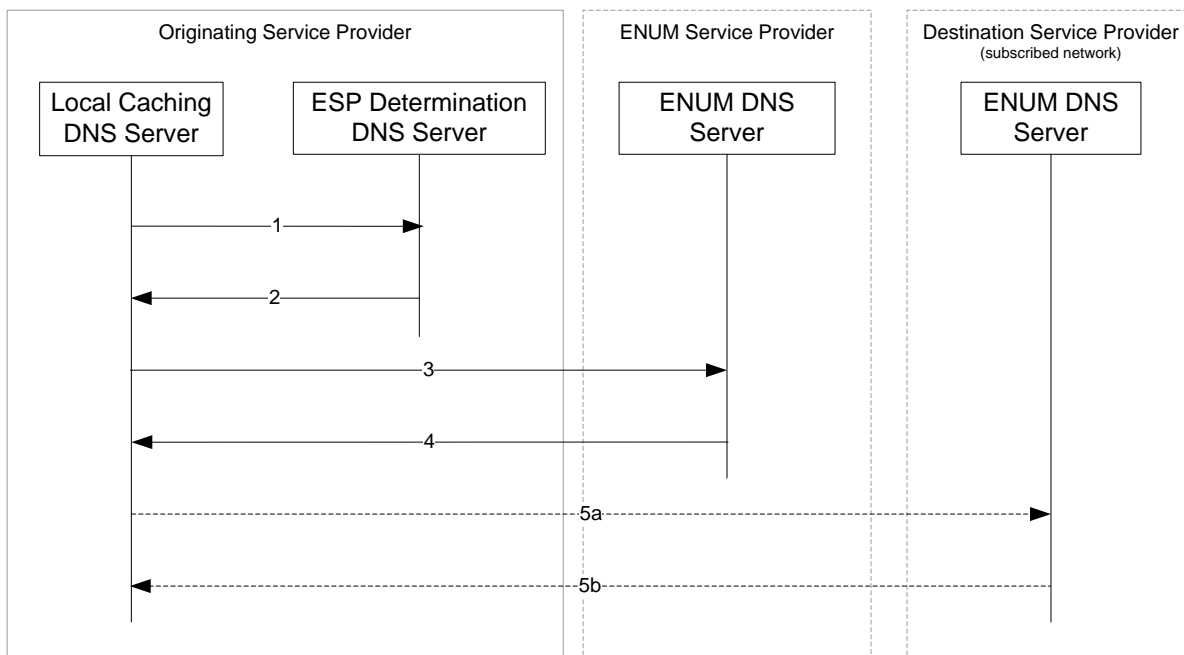 Originating Service Provider
ENUM Service Provider
Destination Service Provider
(subscribed network)
Local Caching
DNS Server
ESP Determination
DNS Server
ENUM DNS
Server
ENUM DNS
Server
1
2
3
4
5a
5b